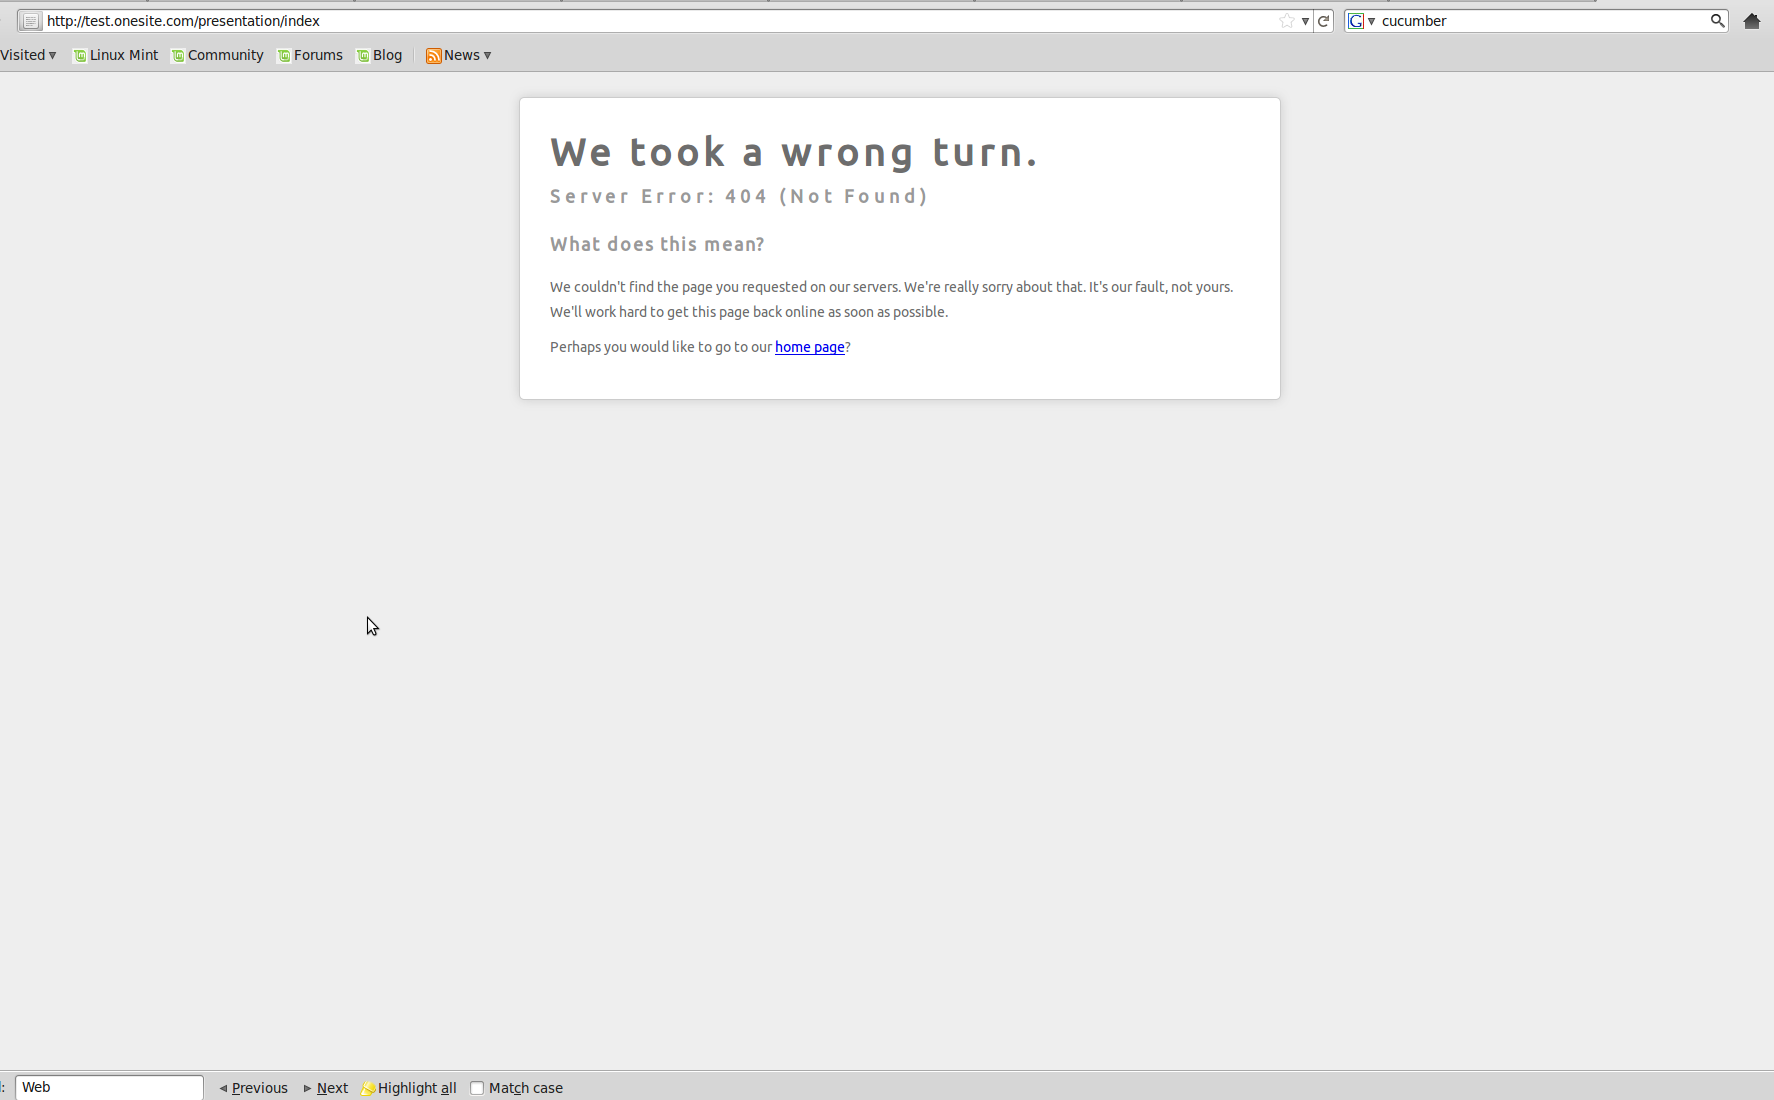 http://test.onesite.com/presentation/index
cucumber
Visited
Linux Mint
Community
Forums
Blog
News
We took a wrong turn.
Server Error: 404 (Not Found)
What does this mean?
We couldn't find the page you requested on our servers. We're really sorry about that. It's our fault, not yours.
We'll work hard to get this page back online as soon as possible.
Perhaps you would like to go to our home page?
Web
Previous
Next
Highlight all
Match case